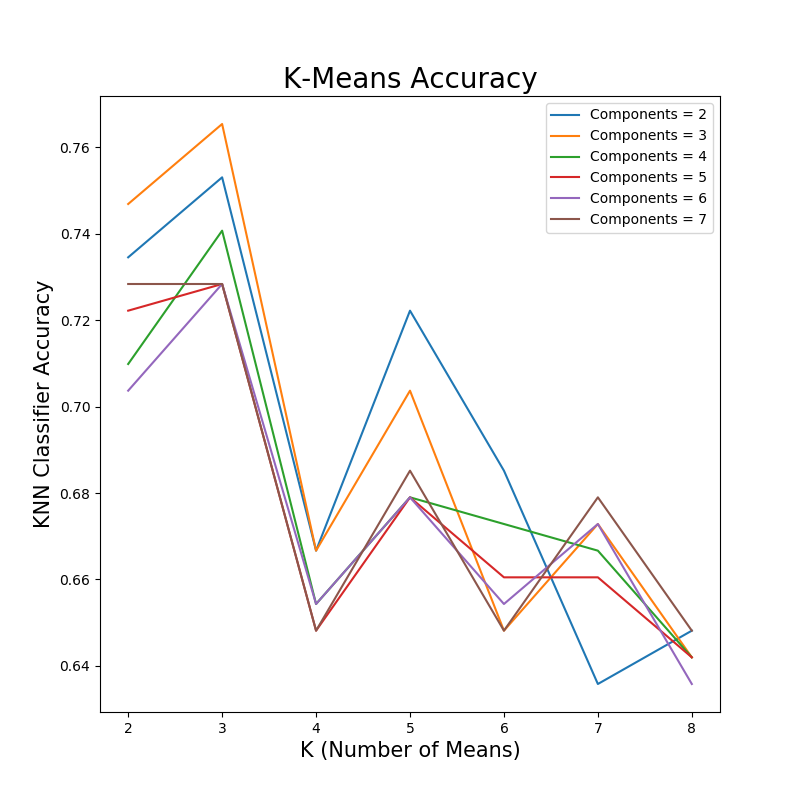 K-Means Accuracy
Components = 2
Components = 3
Components = 4
Components = 5
Components = 6
Components = 7
KNN Classifier Accuracy
0.76
0.74
0.72
0.70
0.68
0.66
0.64
2 3 4 5 6 7 8
K (Number of Means)